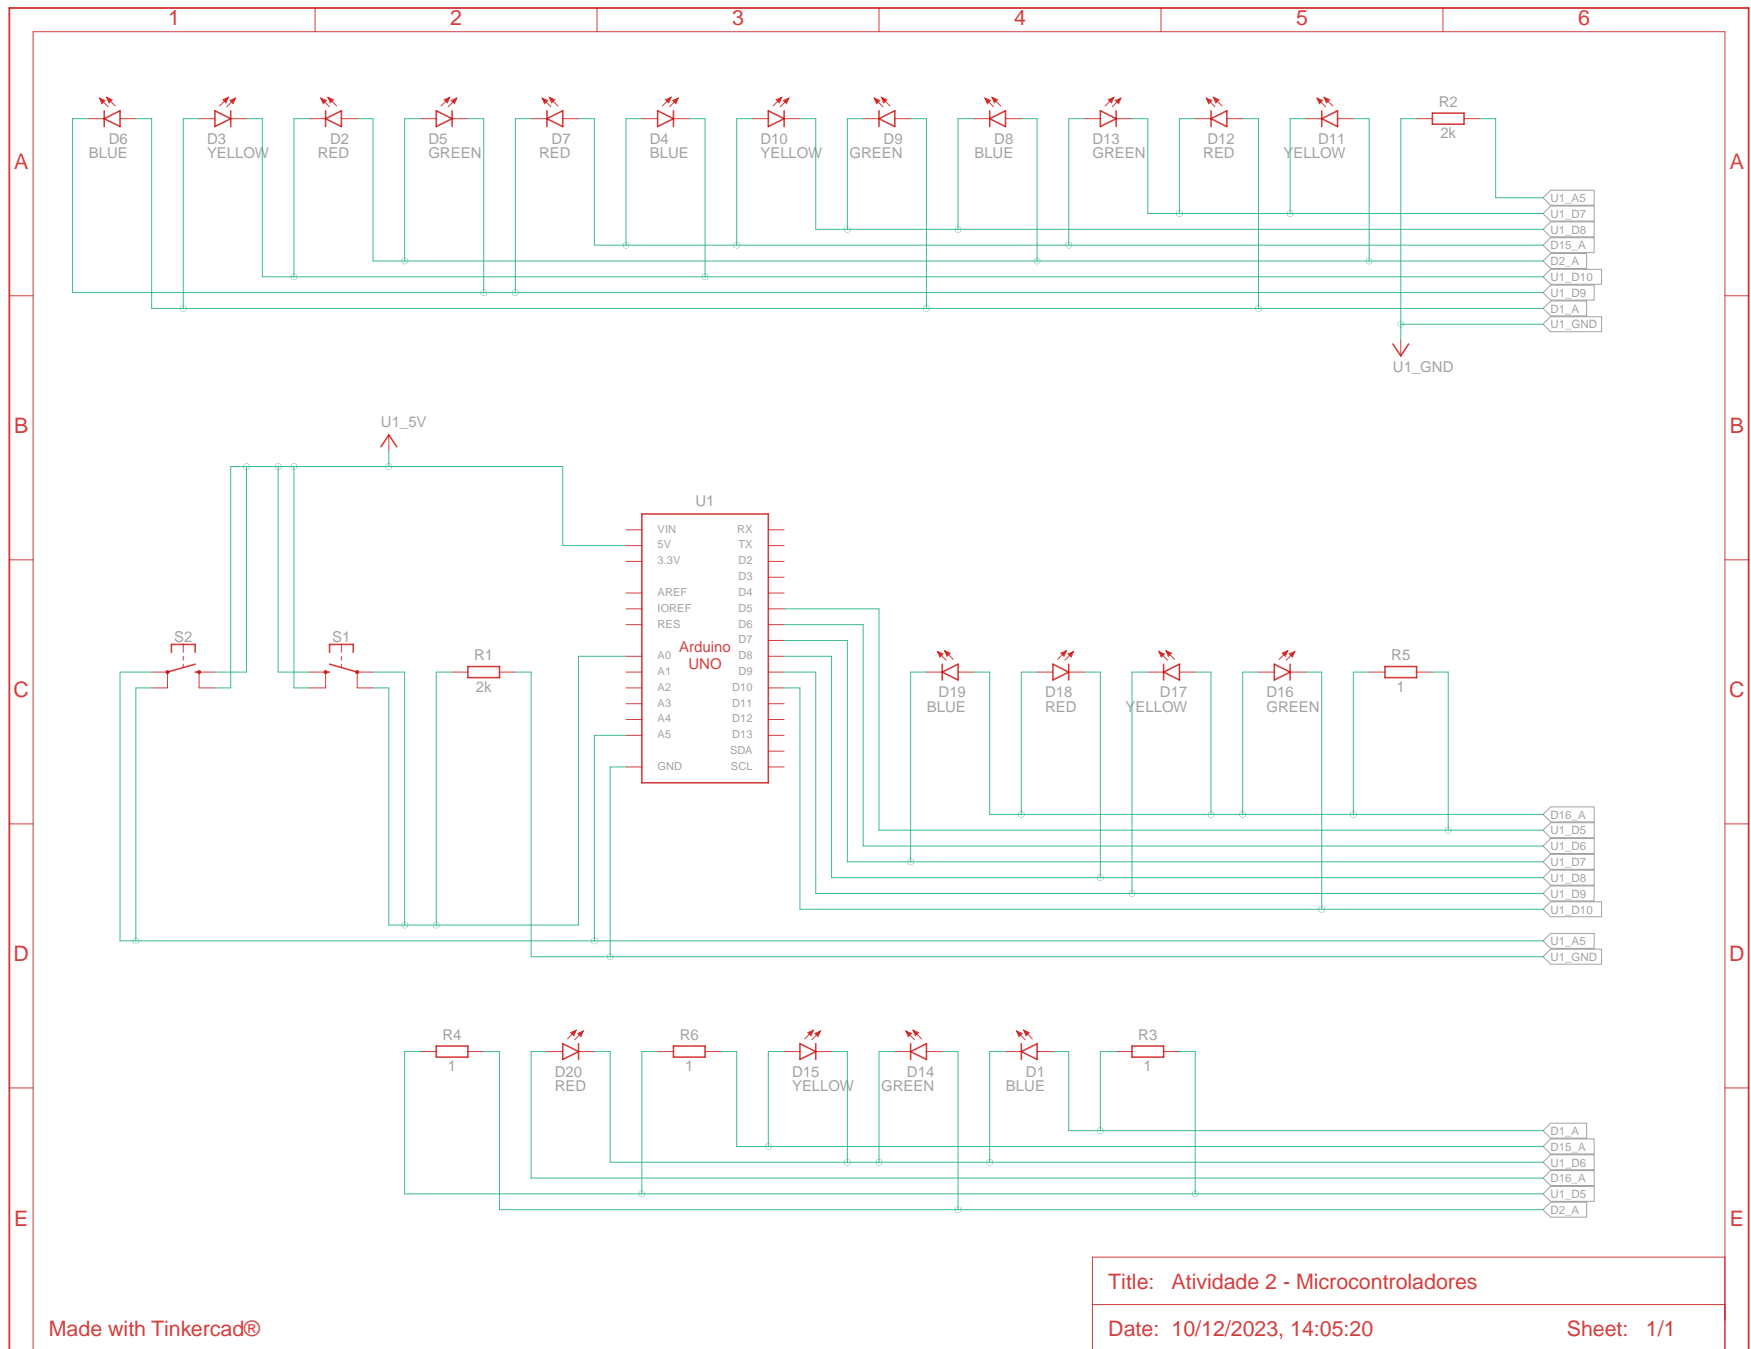 1 2 3 4 5 6
A A
D6 D3 D2 D5 D7 D4 D10 D9 D8 D13 D12 D11 R2
BLUE YELLOW RED GREEN RED BLUE YELLOW GREEN BLUE GREEN RED YELLOW 2k
U1_A5
U1_D7
U1_D8
D15_A
D2_A
U1_D10
U1_D9
D1_A
U1_GND
U1_GND
B B
U1_5V
U1
VIN RX
5V TX
3.3V D2
D3
AREF D4
IOREF D5
RES D6
D7
Arduino
UNO
A0 D8
A1 D9
A2 D10
A3 D11
A4 D12
A5 D13
SDA
GND SCL
C C
S2 S1 R1 R5
2k 1
D19 D18 D17 D16
BLUE RED YELLOW GREEN
D16_A
U1_D5
U1_D6
U1_D7
U1_D8
U1_D9
U1_D10
U1_A5
U1_GND
D D
R4 R6 R3
1 1 1
D20 D15 D14 D1
RED YELLOW GREEN BLUE
D1_A
D15_A
U1_D6
D16_A
U1_D5
D2_A
E E
Title: Atividade 2 - Microcontroladores
Made with Tinkercad®
Date: 10/12/2023, 14:05:20 Sheet: 1/1